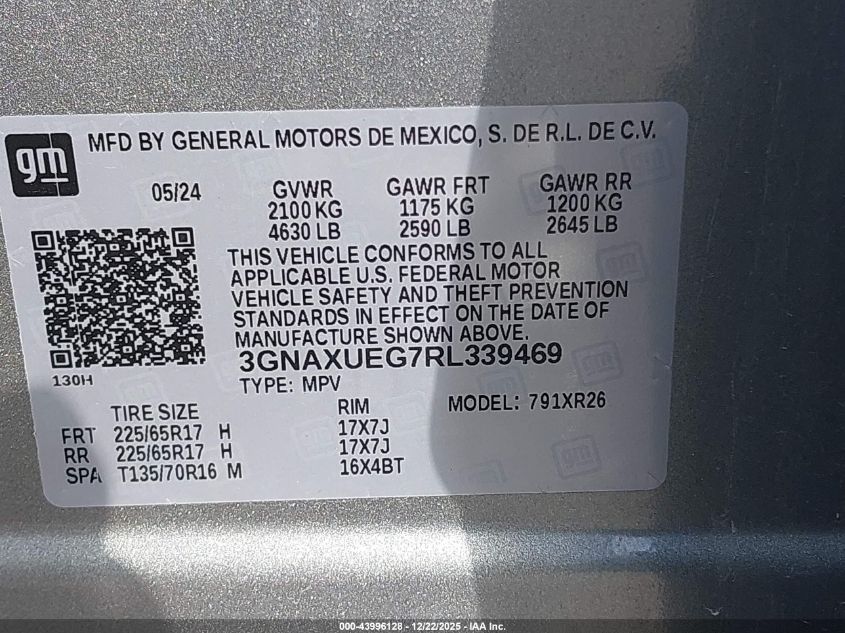 gm
MFD BY GENERAL MOTORS DE MEXICO, S. DE R.L. DE C.V.
05/24 GVWR GAWR FRT GAWR RR
2100 KG 1175 KG 1200 KG
4630 LB 2590 LB 2645 LB
THIS VEHICLE CONFORMS TO ALL
APPLICABLE U.S. FEDERAL MOTOR
VEHICLE SAFETY AND THEFT PREVENTION
STANDARDS IN EFFECT ON THE DATE OF
MANUFACTURE SHOWN ABOVE.
3GNAXUEG7RL339469
130H
TYPE: MPV
TIRE SIZE RIM MODEL: 791XR26
FRT 225/65R17 H 17X7J
RR 225/65R17 H 17X7J
SPA T135/70R16 M 16X4BT
000-43996128 - 12/22/2025 - IAA Inc.